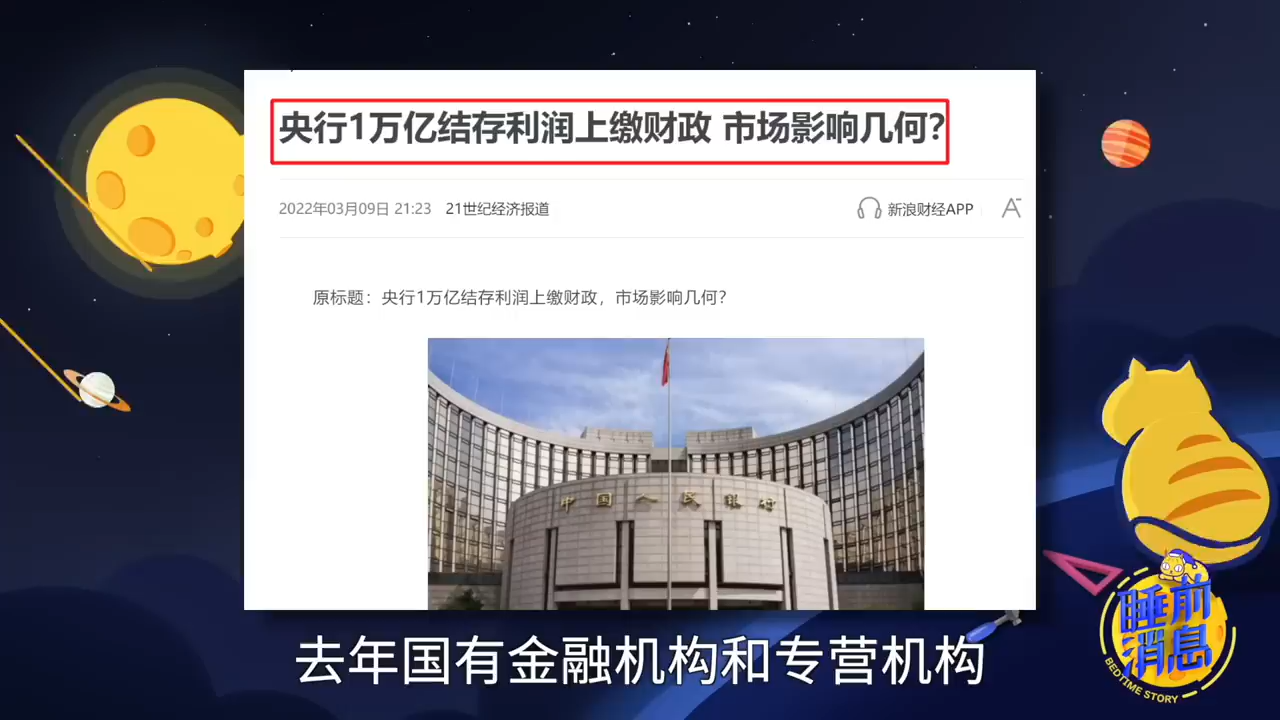 央行1万亿结存利润上缴财政 市场影响几何?
2022年03月09日 21:23 21世纪经济报道
新浪财经APP
A
原标题：央行1万亿结存利润上缴财政，市场影响几何?
中国人民银行
去年国有金融机构和专营机构
睡前
消息
BEDTIME STORY